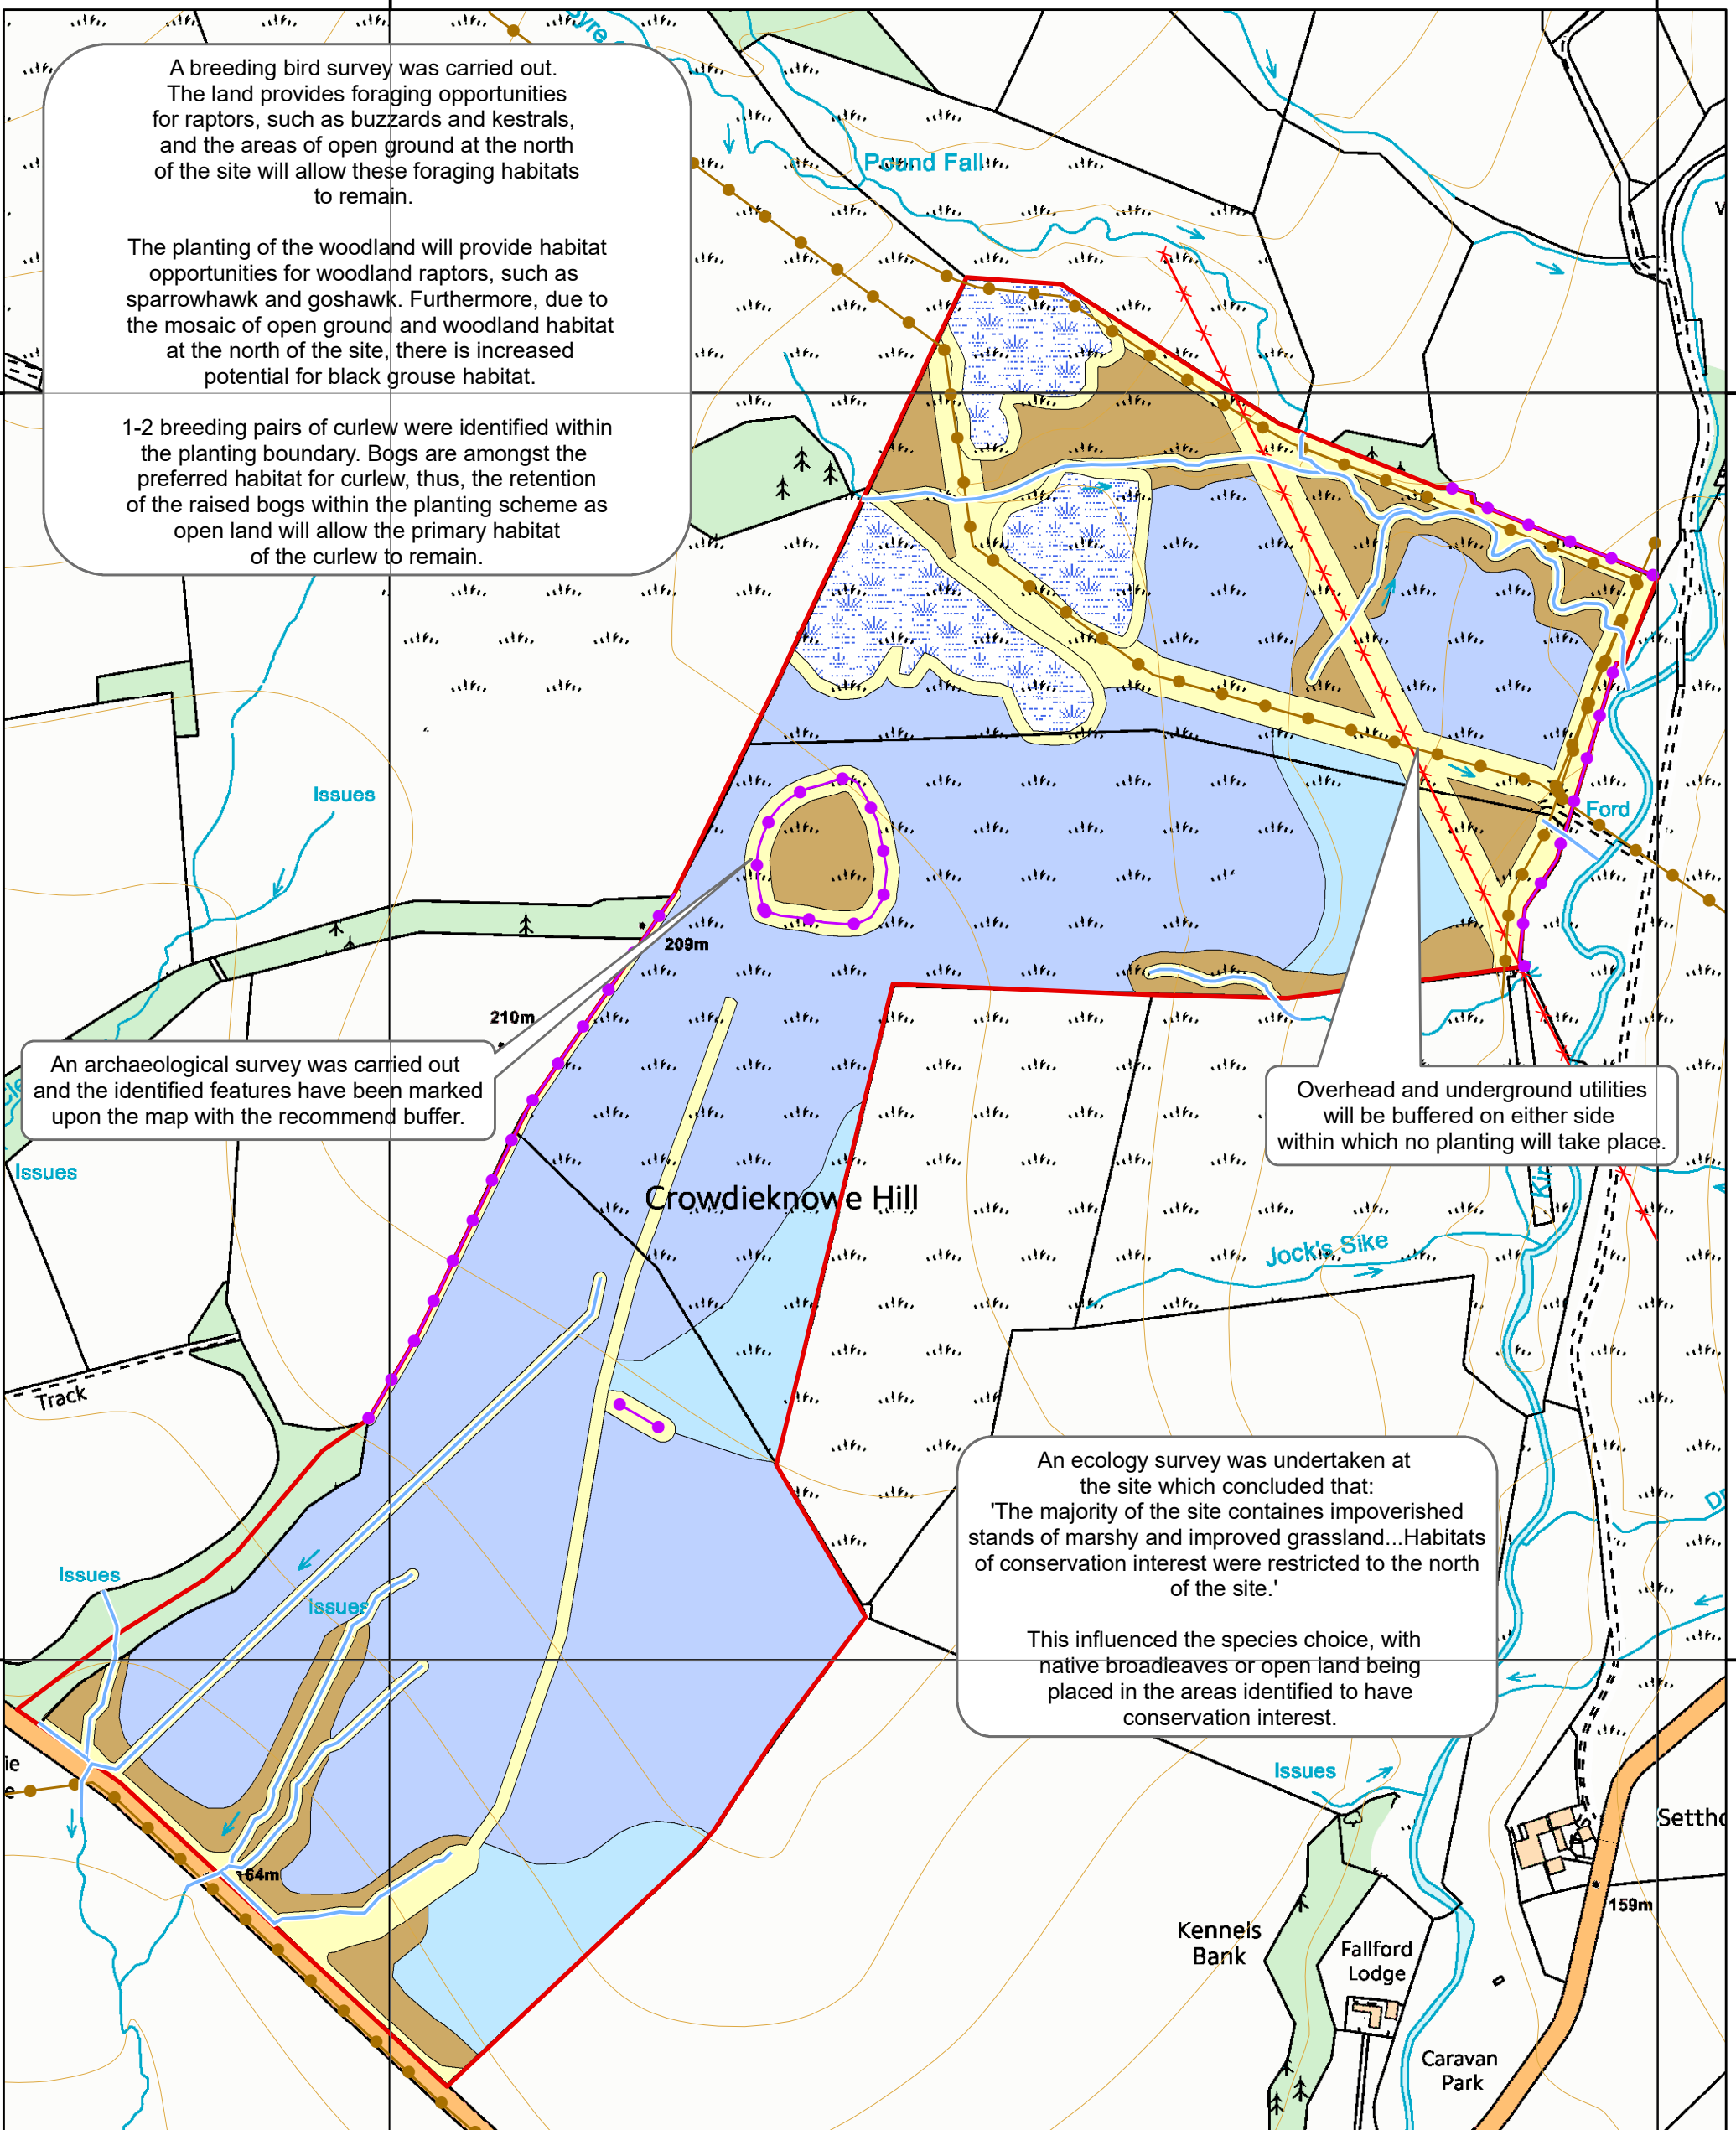 A breeding bird survey was carried out.
The land provides foraging opportunities
for raptors, such as buzzards and kestrals,
and the areas of open ground at the north
of the site will allow these foraging habitats
to remain.
The planting of the woodland will provide habitat
opportunities for woodland raptors, such as
sparrowhawk and goshawk. Furthermore, due to
the mosaic of open ground and woodland habitat
at the north of the site, there is increased
potential for black grouse habitat.
1-2 breeding pairs of curlew were identified within
the planting boundary. Bogs are amongst the
preferred habitat for curlew, thus, the retention
of the raised bogs within the planting scheme as
open land will allow the primary habitat
of the curlew to remain.
Syre
Pound Fall
Issues
Ford
209m
210m
An archaeological survey was carried out
and the identified features have been marked
upon the map with the recommend buffer.
Overhead and underground utilities
will be buffered on either side
within which no planting will take place.
Issues
Crowdieknowe Hill
Jock's Sike
Track
An ecology survey was undertaken at
the site which concluded that:
'The majority of the site containes impoverished
stands of marshy and improved grassland...Habitats
of conservation interest were restricted to the north
of the site.'
This influenced the species choice, with
native broadleaves or open land being
placed in the areas identified to have
conservation interest.
Issues
Issues
Issues
164m
159m
Kennels
Bank
Fallford
Lodge
Caravan
Park